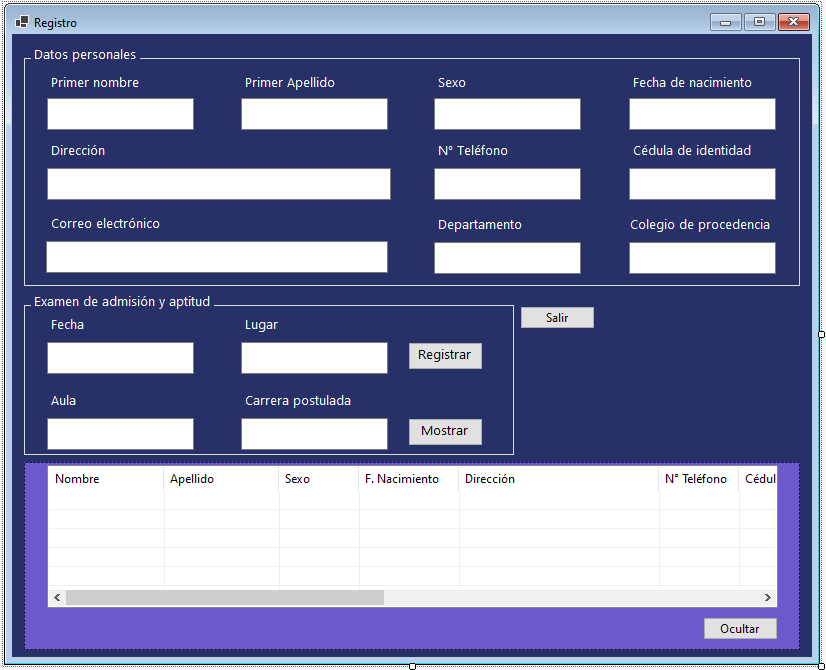 Registro
Datos personales
Primer nombre Primer Apellido Sexo Fecha de nacimiento
Dirección N° Teléfono Cédula de identidad
Correo electrónico Departamento Colegio de procedencia
Examen de admisión y aptitud
Salir
Fecha Lugar
Registrar
Aula Carrera postulada
Mostrar
Nombre Apellido Sexo F. Nacimiento Dirección N° Teléfono Cédul
Ocultar